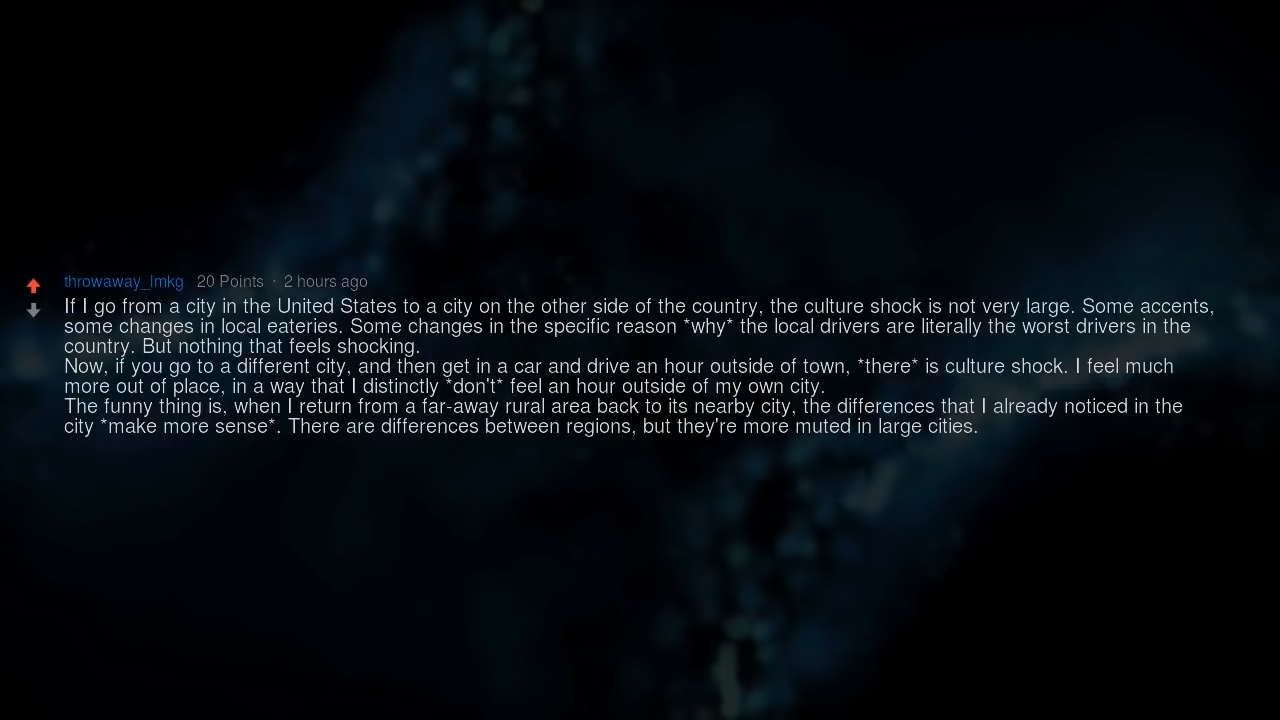 throwaway_lmkg 20 Points · 2 hours ago
If I go from a city in the United States to a city on the other side of the country, the culture shock is not very large. Some accents,
some changes in local eateries. Some changes in the specific reason *why* the local drivers are literally the worst drivers in the
country. But nothing that feels shocking.
Now, if you go to a different city, and then get in a car and drive an hour outside of town, *there* is culture shock. I feel much
more out of place, in a way that I distinctly *don't* feel an hour outside of my own city.
The funny thing is, when I return from a far-away rural area back to its nearby city, the differences that I already noticed in the
city *make more sense*. There are differences between regions, but they're more muted in large cities.